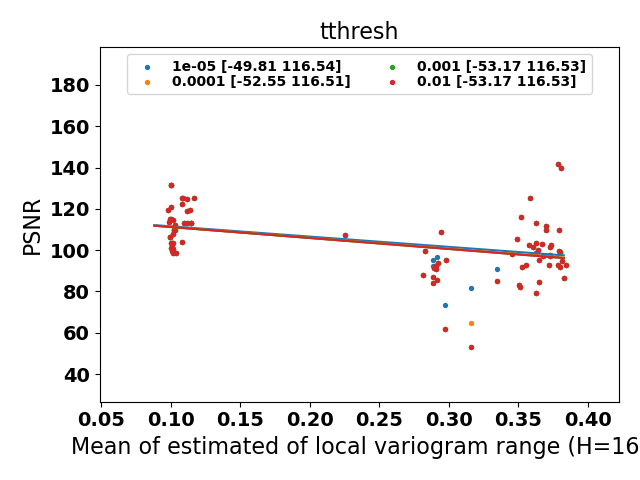 tthresh
1e-05 [-49.81 116.54]
0.0001 [-52.55 116.51]
0.001 [-53.17 116.53]
0.01 [-53.17 116.53]
PSNR
180
160
140
120
100
80
60
40
0.05 0.10 0.15 0.20 0.25 0.30 0.35 0.40
Mean of estimated of local variogram range (H=16